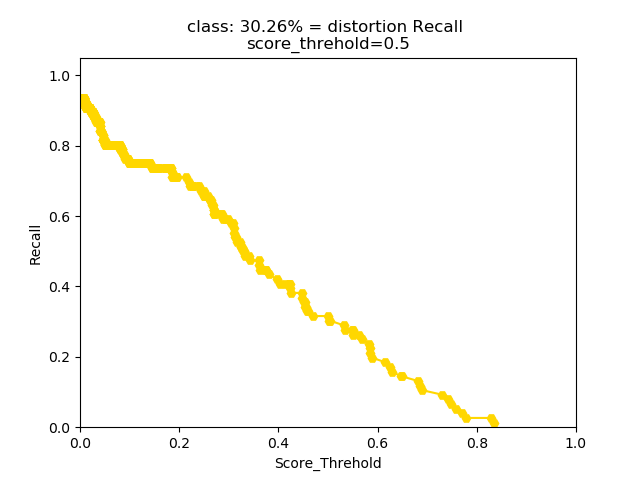 class: 30.26% = distortion Recall
score_threhold=0.5
1.0
0.8
0.6
0.4
0.2
0.0
Recall
0.0 0.2 0.4 0.6 0.8 1.0
Score_Threhold